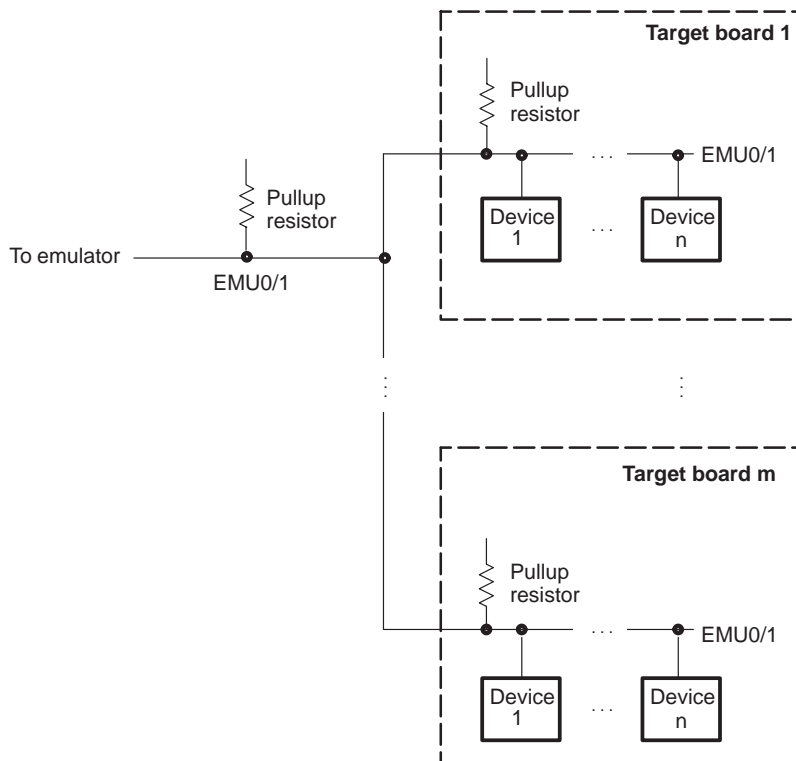 Target board 1
Pullup
resistor
. . .
EMU0/1
Device
1
. . .
Device
n
Pullup
resistor
To emulator
EMU0/1
. . .
. . .
Target board m
Pullup
resistor
. . .
EMU0/1
Device
1
. . .
Device
n